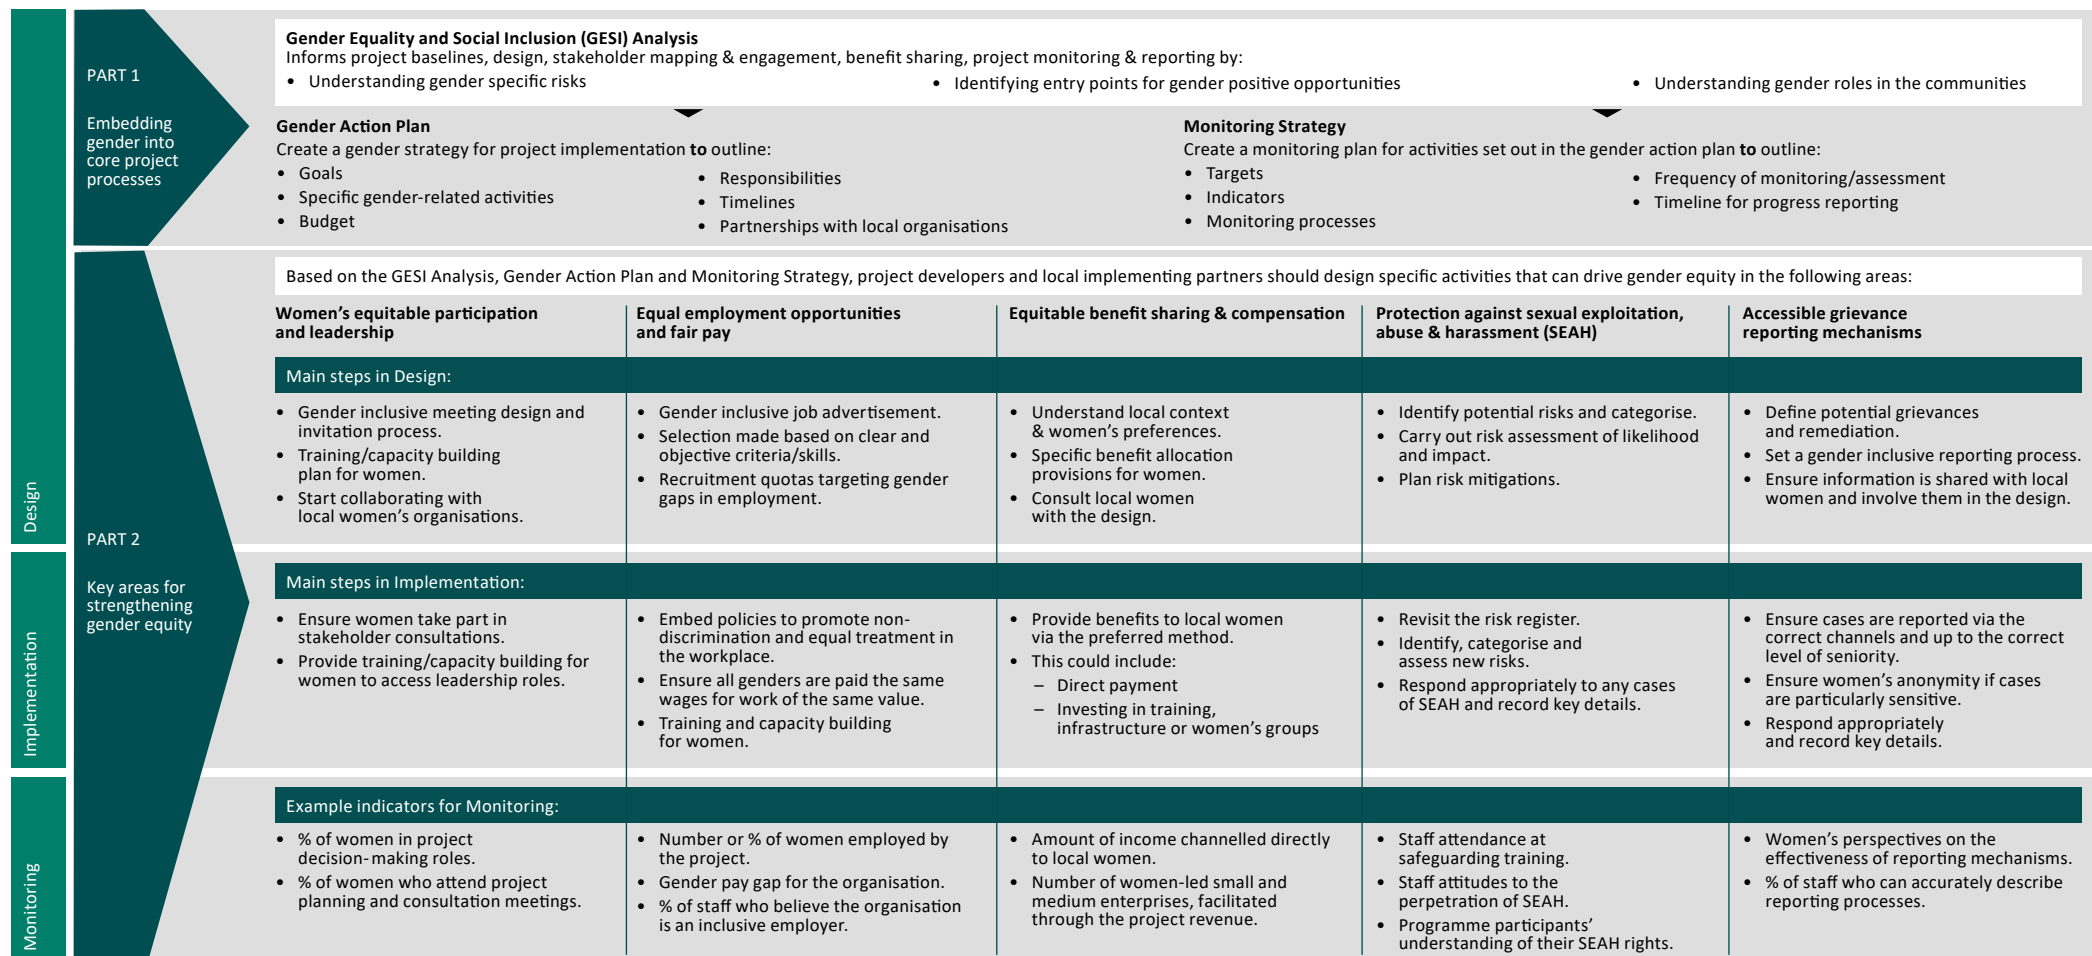 Design
Implementation
Monitoring
PART 1
Embedding
gender into
core project
processes
Gender Equality and Social Inclusion (GESI) Analysis
Informs project baselines, design, stakeholder mapping & engagement, benefit sharing, project monitoring & reporting by:
• Understanding gender specific risks
• Identifying entry points for gender positive opportunities
• Understanding gender roles in the communities
Gender Action Plan
Create a gender strategy for project implementation to outline:
• Goals
• Specific gender-related activities
• Budget
• Responsibilities
• Timelines
• Partnerships with local organisations
Monitoring Strategy
Create a monitoring plan for activities set out in the gender action plan to outline:
• Targets
• Indicators
• Monitoring processes
• Frequency of monitoring/assessment
• Timeline for progress reporting
PART 2
Key areas for
strengthening
gender equity
Based on the GESI Analysis, Gender Action Plan and Monitoring Strategy, project developers and local implementing partners should design specific activities that can drive gender equity in the following areas:
Women's equitable participation
and leadership
Equal employment opportunities
and fair pay
Equitable benefit sharing & compensation
Protection against sexual exploitation,
abuse & harassment (SEAH)
Accessible grievance
reporting mechanisms
Main steps in Design:
• Gender inclusive meeting design and
invitation process.
• Training/capacity building
plan for women.
• Start collaborating with
local women's organisations.
• Gender inclusive job advertisement.
• Selection made based on clear and
objective criteria/skills.
• Recruitment quotas targeting gender
gaps in employment.
• Understand local context
& women's preferences.
• Specific benefit allocation
provisions for women.
• Consult local women
with the design.
• Identify potential risks and categorise.
• Carry out risk assessment of likelihood
and impact.
• Plan risk mitigations.
• Define potential grievances
and remediation.
• Set a gender inclusive reporting process.
• Ensure information is shared with local
women and involve them in the design.
Main steps in Implementation:
• Ensure women take part in
stakeholder consultations.
• Provide training/capacity building for
women to access leadership roles.
• Embed policies to promote non-
discrimination and equal treatment in
the workplace.
• Ensure all genders are paid the same
wages for work of the same value.
• Training and capacity building
for women.
• Provide benefits to local women
via the preferred method.
• This could include:
– Direct payment
– Investing in training,
infrastructure or women's groups
• Revisit the risk register.
• Identify, categorise and
assess new risks.
• Respond appropriately to any cases
of SEAH and record key details.
• Ensure cases are reported via the
correct channels and up to the correct
level of seniority.
• Ensure women's anonymity if cases
are particularly sensitive.
• Respond appropriately
and record key details.
Example indicators for Monitoring:
• % of women in project
decision-making roles.
• % of women who attend project
planning and consultation meetings.
• Number or % of women employed by
the project.
• Gender pay gap for the organisation.
• % of staff who believe the organisation
is an inclusive employer.
• Amount of income channelled directly
to local women.
• Number of women-led small and
medium enterprises, facilitated
through the project revenue.
• Staff attendance at
safeguarding training.
• Staff attitudes to the
perpetration of SEAH.
• Programme participants'
understanding of their SEAH rights.
• Women's perspectives on the
effectiveness of reporting mechanisms.
• % of staff who can accurately describe
reporting processes.